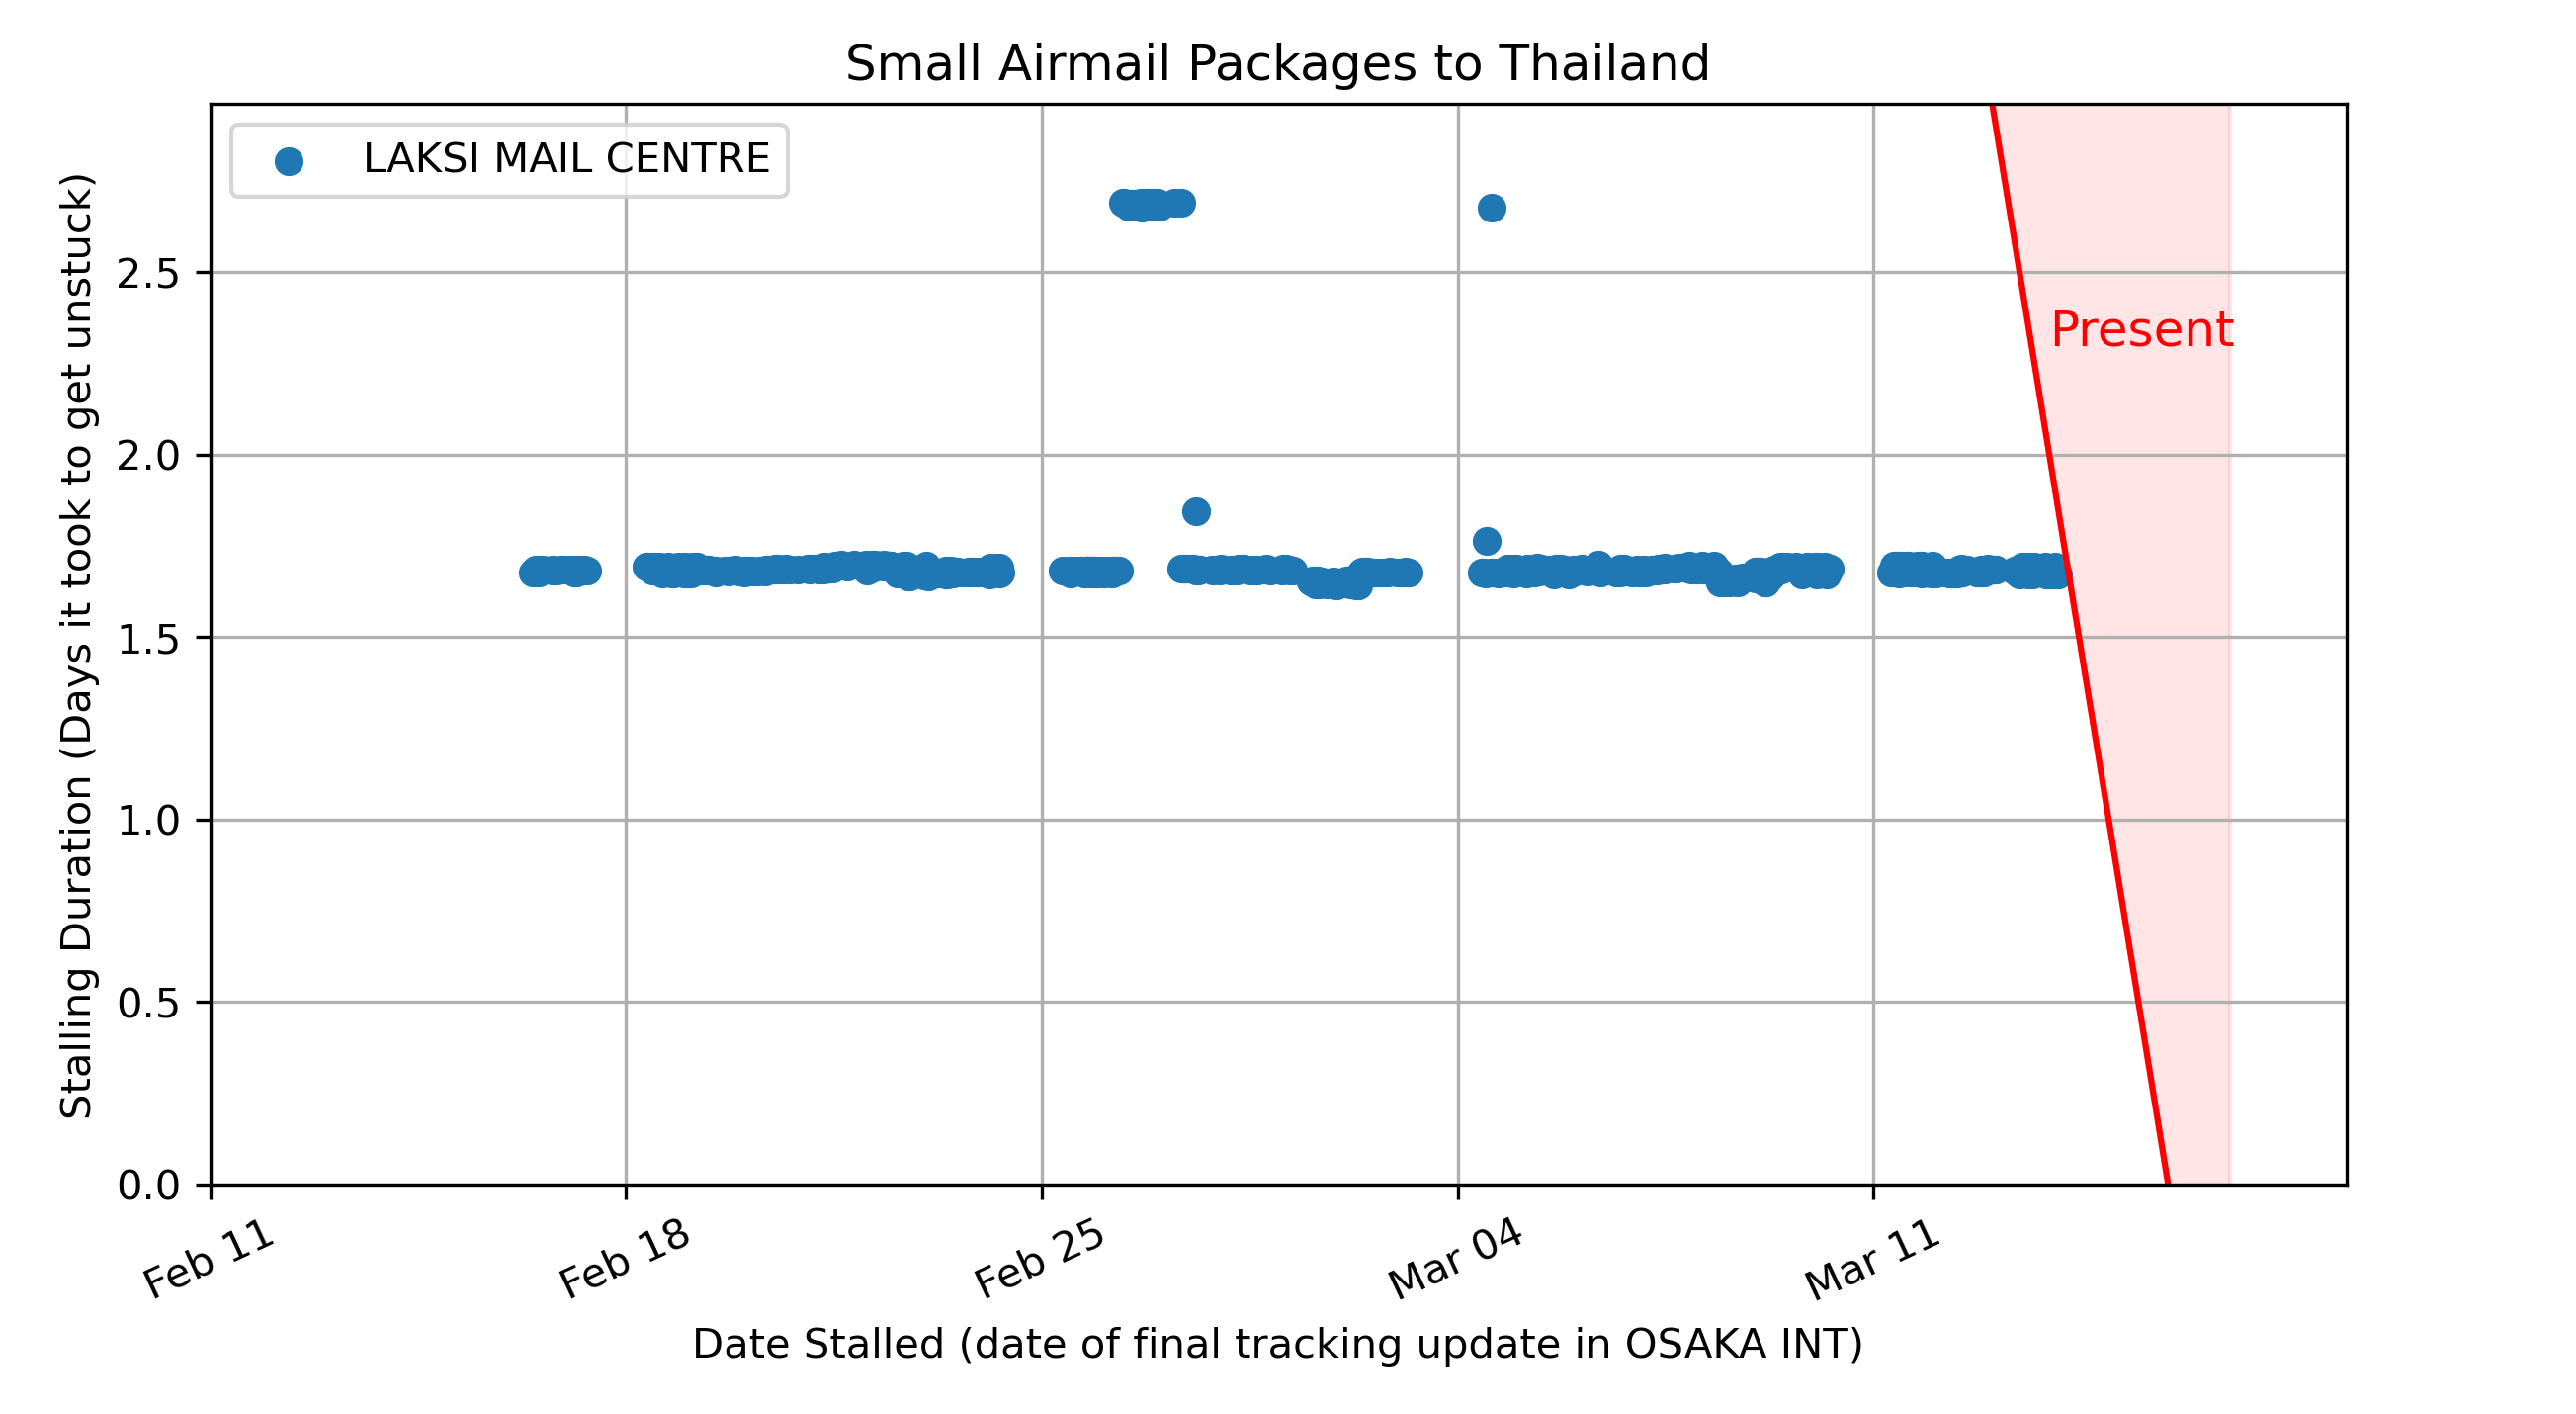 Small Airmail Packages to Thailand
LAKSI MAIL CENTRE
Present
Stalling Duration (Days it took to get unstuck)
2.5
2.0
1.5
1.0
0.5
0.0
Feb 11
Feb 18
Feb 25
Mar 04
Mar 11
Date Stalled (date of final tracking update in OSAKA INT)